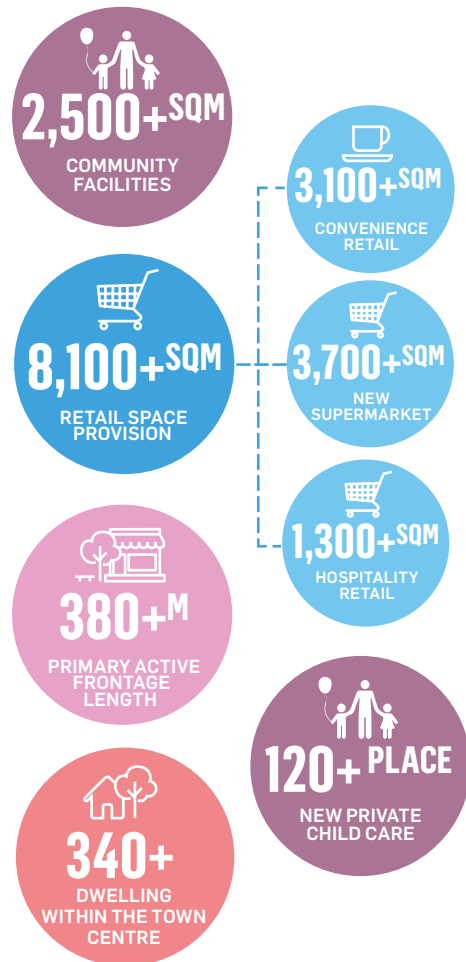 2,500+SQM
COMMUNITY
FACILITIES
8,100+SQM
RETAIL SPACE
PROVISION
3,100+SQM
CONVENIENCE
RETAIL
3,700+SQM
NEW
SUPERMARKET
1,300+SQM
HOSPITALITY
RETAIL
380+M
PRIMARY ACTIVE
FRONTAGE
LENGTH
120+ PLACE
NEW PRIVATE
CHILD CARE
340+
DWELLING
WITHIN THE TOWN
CENTRE